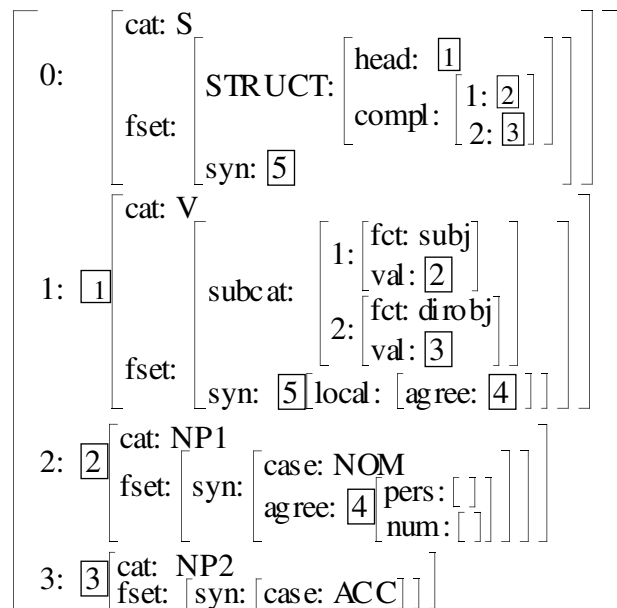 cat: S
0:
STRUCT:
head: 1
compl:
1: 2
2: 3
fset:
syn: 5
cat: V
1: 1
subcat:
1:
fct: subj
val: 2
2:
fct: dirobj
val: 3
fset:
syn: 5 [local: [agree: 4 ]]
cat: NP1
2: 2
fset: [syn:
case: NOM
agree: 4
pers: [ ]
num: [ ]
cat: NP2
3: 3
fset: [syn: [case: ACC]]